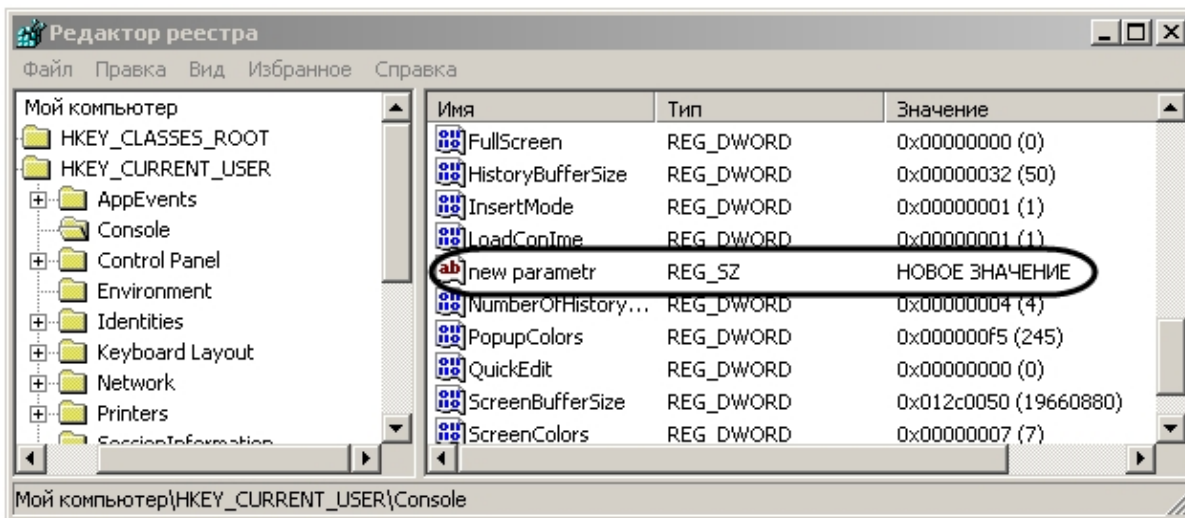 Редактор реестра
Файл Правка Вид Избранное Справка
Мой компьютер
HKEY_CLASSES_ROOT
HKEY_CURRENT_USER
AppEvents
Console
Control Panel
Environment
Identities
Keyboard Layout
Network
Printers
SessionInformation
Имя Тип Значение
FullScreen REG_DWORD 0x00000000 (0)
HistoryBufferSize REG_DWORD 0x00000032 (50)
InsertMode REG_DWORD 0x00000001 (1)
LoadConIme REG_DWORD 0x00000001 (1)
new parametr REG_SZ НОВОЕ ЗНАЧЕНИЕ
NumberOfHistory... REG_DWORD 0x00000004 (4)
PopupColors REG_DWORD 0x000000f5 (245)
QuickEdit REG_DWORD 0x00000000 (0)
ScreenBufferSize REG_DWORD 0x012c0050 (19660880)
ScreenColors REG_DWORD 0x00000007 (7)
Мой компьютер\HKEY_CURRENT_USER\Console